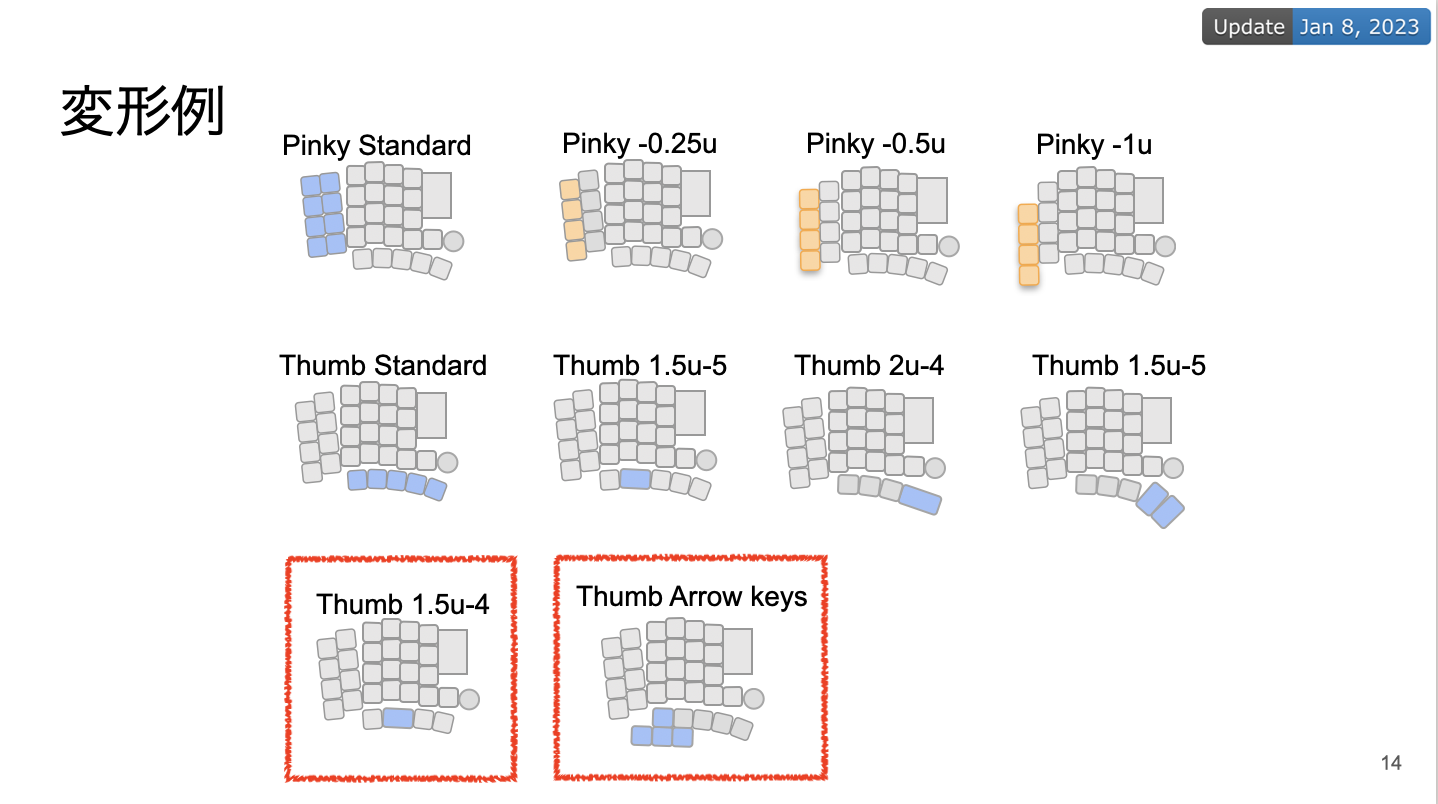 Update Jan 8, 2023
変形例
Pinky Standard
Pinky -0.25u
Pinky -0.5u
Pinky -1u
Thumb Standard
Thumb 1.5u-5
Thumb 2u-4
Thumb 1.5u-5
Thumb 1.5u-4
Thumb Arrow keys
14